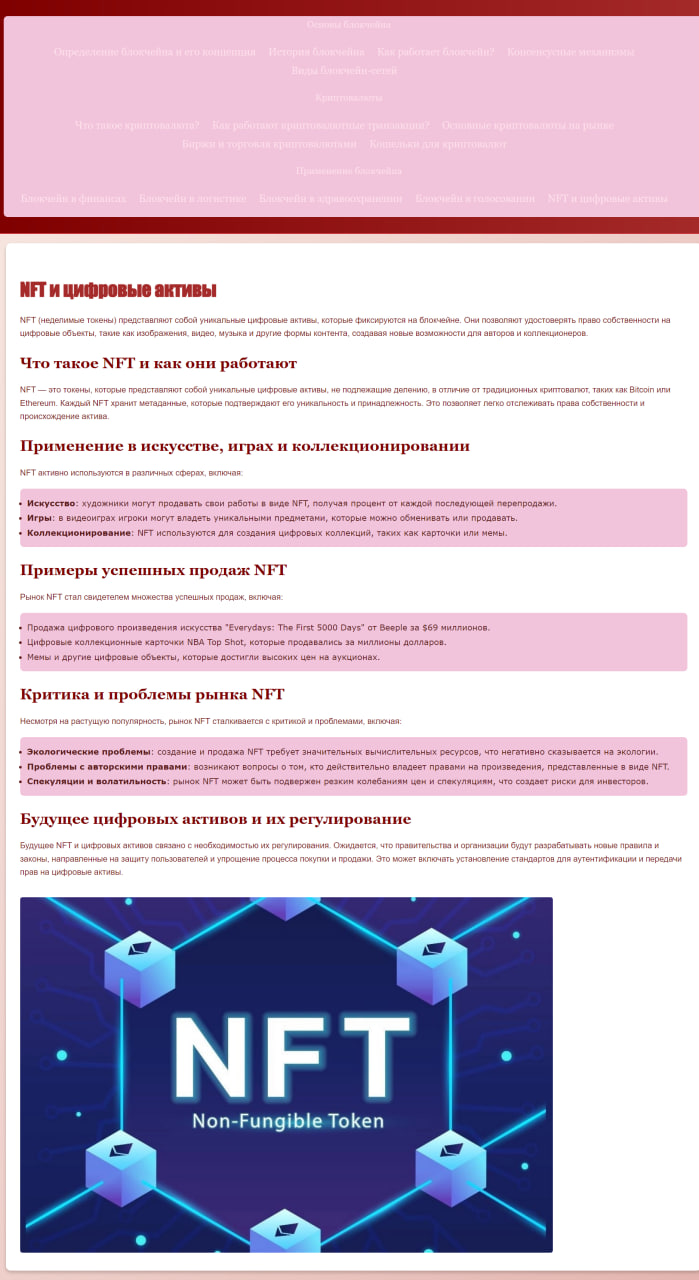 Основы блокчейна
Определение блокчейна и его концепции История блокчейна Как работает блокчейн? Консенсусные механизмы
Виды блокчейн-сетей
Криптовалюты
Что такое криптовалюта? Как работают криптовалютные транзакции? Основные криптовалюты на рынке
Биржи и торговля криптовалютами Кошельки для криптовалют
Применение блокчейна
Блокчейн в финансах Блокчейн в логистике Блокчейн в здравоохранении Блокчейн в голосовании NFT и цифровые активы
NFT и цифровые активы
NFT (неделимые токены) представляют собой уникальные цифровые активы, которые фиксируются на блокчейне. Они позволяют удостоверять право собственности на
цифровые объекты, такие как изображения, видео, музыка и другие формы контента, создавая новые возможности для авторов и коллекционеров.
Что такое NFT и как они работают
NFT — это токены, которые представляют собой уникальные цифровые активы, не подлежащие делению, в отличие от традиционных криптовалют, таких как Bitcoin или
Ethereum. Каждый NFT хранит метаданные, которые подтверждают его уникальность и принадлежность. Это позволяет легко отслеживать права собственности и
происхождение актива.
Применение в искусстве, играх и коллекционировании
NFT активно используются в различных сферах, включая:
• Искусство: художники могут продавать свои работы в виде NFT, получая процент от каждой последующей перепродажи.
• Игры: в видеоиграх игроки могут владеть уникальными предметами, которые можно обменивать или продавать.
• Коллекционирование: NFT используются для создания цифровых коллекций, таких как карточки или мемы.
Примеры успешных продаж NFT
Рынок NFT стал свидетелем множества успешных продаж, включая:
• Продажа цифрового произведения искусства "Everydays: The First 5000 Days" от Beeple за $69 миллионов.
• Цифровые коллекционные карточки NBA Top Shot, которые продавались за миллионы долларов.
• Мемы и другие цифровые объекты, которые достигли высоких цен на аукционах.
Критика и проблемы рынка NFT
Несмотря на растущую популярность, рынок NFT сталкивается с критикой и проблемами, включая:
• Экологические проблемы: создание и продажа NFT требует значительных вычислительных ресурсов, что негативно сказывается на экологии.
• Проблемы с авторскими правами: возникают вопросы о том, кто действительно владеет правами на произведения, представленные в виде NFT.
• Спекуляции и волатильность: рынок NFT может быть подвержен резким колебаниям цен и спекуляциям, что создает риски для инвесторов.
Будущее цифровых активов и их регулирование
Будущее NFT и цифровых активов связано с необходимостью их регулирования. Ожидается, что правительства и организации будут разрабатывать новые правила и
законы, направленные на защиту пользователей и упрощение процесса покупки и продажи. Это может включать установление стандартов для аутентификации и передачи
прав на цифровые активы.
NFT
Non-Fungible Token